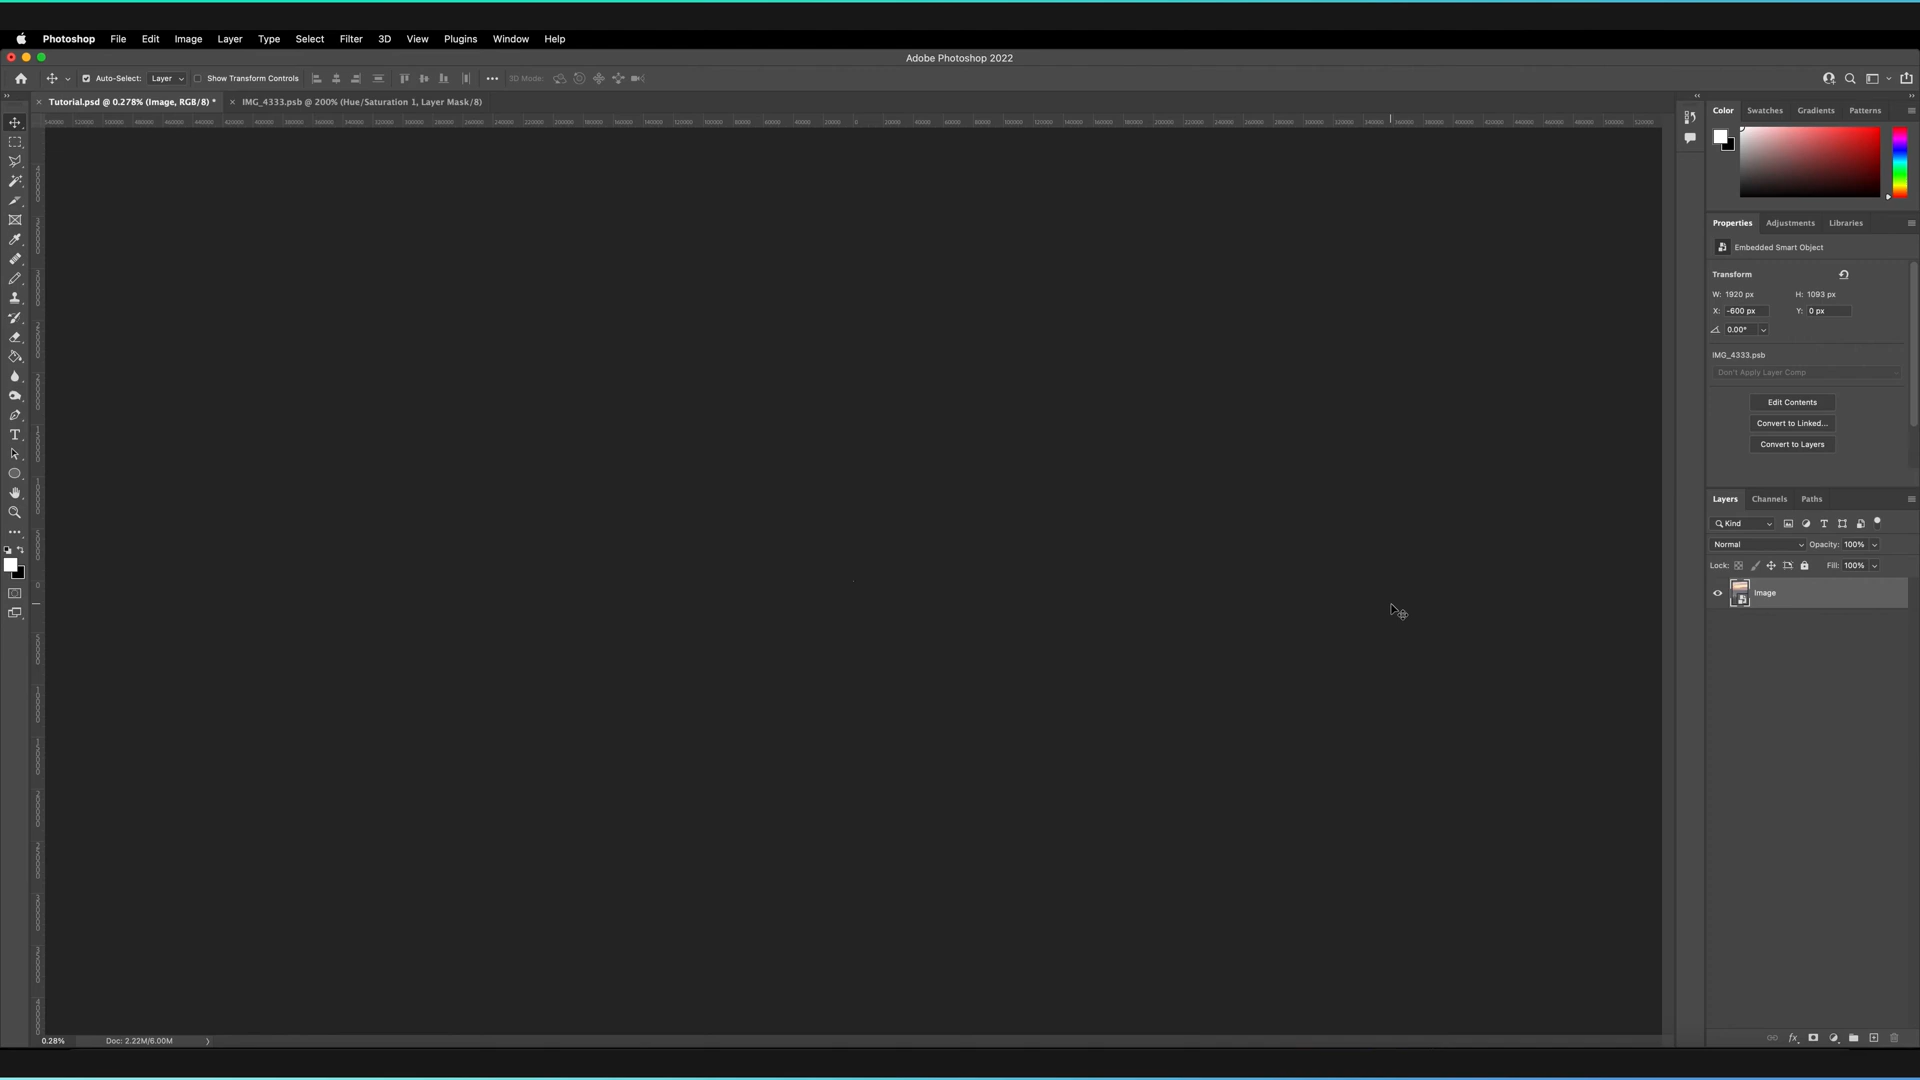 Photoshop File Edit Image Layer Type Select Filter 3D View Plugins Window Help
Adobe Photoshop 2022
Auto-Select: Layer Show Transform Controls 3D Mode:
Tutorial.psd @ 0.278% (Image, RGB/8) * IMG_4333.psb @ 200% (Hue/Saturation 1, Layer Mask/8)
Color Swatches Gradients Patterns
Properties Adjustments Libraries
Embedded Smart Object
Transform
W: 1920 px H: 1093 px
X: -600 px Y: 0 px
0.00°
IMG_4333.psb
Don't Apply Layer Comp
Edit Contents
Convert to Linked...
Convert to Layers
Layers Channels Paths
Kind
Normal Opacity: 100%
Lock: Fill: 100%
Image
0.28% Doc: 2.22M/6.00M